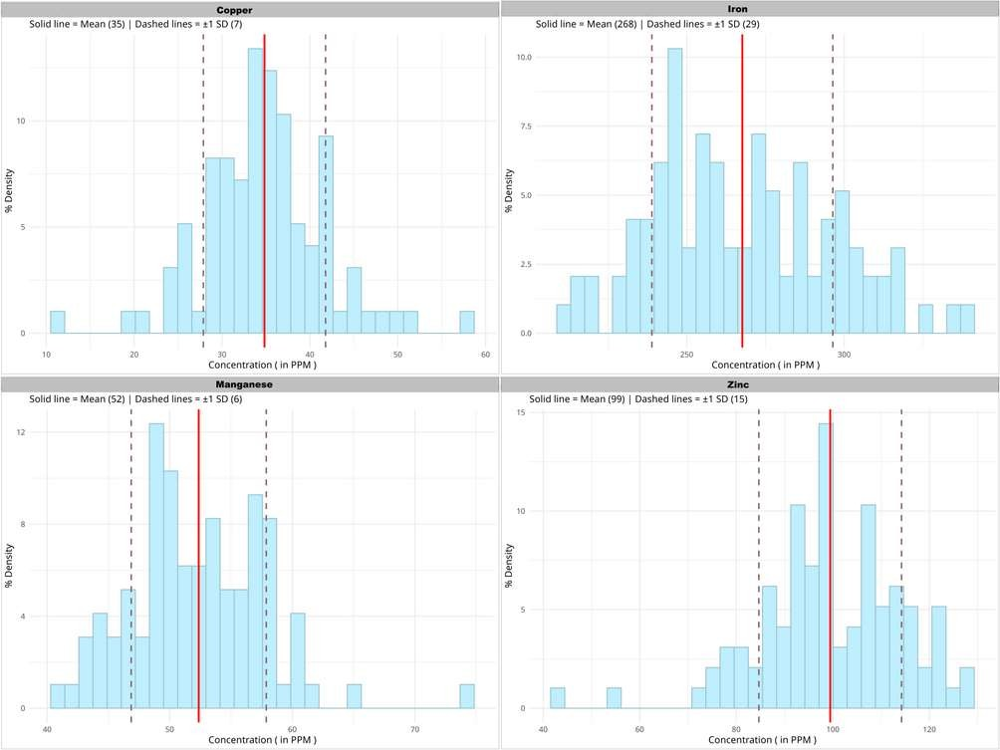 Copper
Solid line = Mean (35) | Dashed lines = ±1 SD (7)
% Density
10
5
0
10 20 30 40 50 60
Concentration ( in PPM )
Iron
Solid line = Mean (268) | Dashed lines = ±1 SD (29)
% Density
10.0
7.5
5.0
2.5
0.0
250 300
Concentration ( in PPM )
Manganese
Solid line = Mean (52) | Dashed lines = ±1 SD (6)
% Density
12
8
4
0
40 50 60 70
Concentration ( in PPM )
Zinc
Solid line = Mean (99) | Dashed lines = ±1 SD (15)
% Density
15
10
5
0
40 60 80 100 120
Concentration ( in PPM )